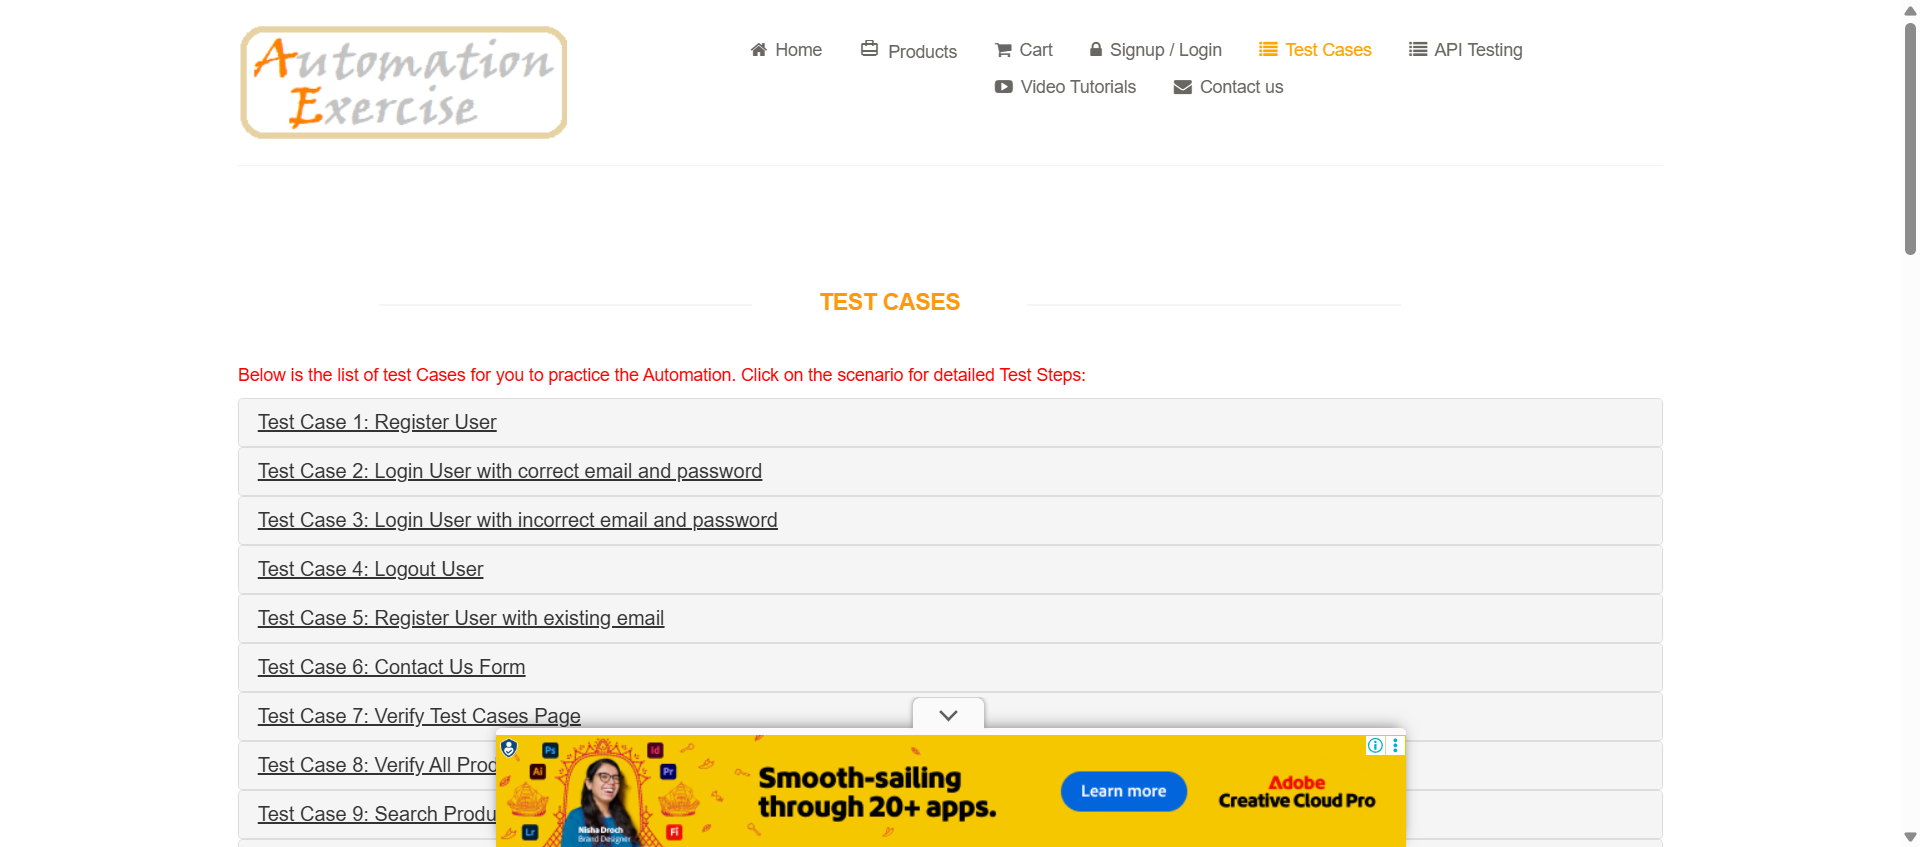 Automation
Exercise
Home
Products
Cart
Signup / Login
Test Cases
API Testing
Video Tutorials
Contact us
TEST CASES
Below is the list of test Cases for you to practice the Automation. Click on the scenario for detailed Test Steps:
Test Case 1: Register User
Test Case 2: Login User with correct email and password
Test Case 3: Login User with incorrect email and password
Test Case 4: Logout User
Test Case 5: Register User with existing email
Test Case 6: Contact Us Form
Test Case 7: Verify Test Cases Page
Test Case 8: Verify All
Test Case 9: Search
Ps
Id
Ai
Pr
Lr
Fl
Nisha Droch
Brand Designer
Smooth-sailing
through 20+ apps.
Learn more
Adobe
Creative Cloud Pro